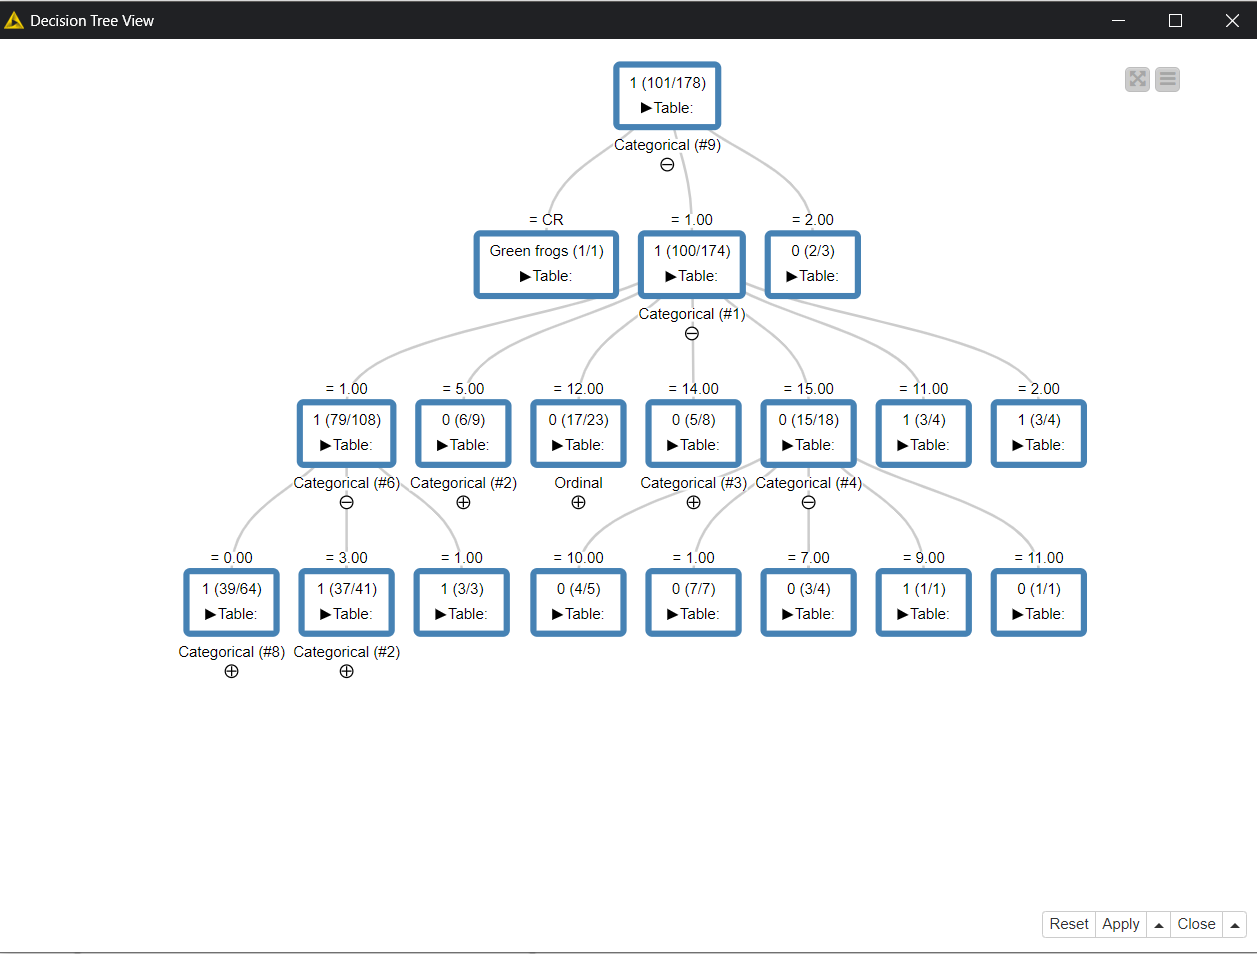 Decision Tree View
1 (101/178)
▶Table:
Categorical (#9)
= CR
= 1.00
= 2.00
Green frogs (1/1)
▶Table:
1 (100/174)
▶Table:
0 (2/3)
▶Table:
Categorical (#1)
= 1.00
= 5.00
= 12.00
= 14.00
= 15.00
= 11.00
= 2.00
1 (79/108)
▶Table:
0 (6/9)
▶Table:
0 (17/23)
▶Table:
0 (5/8)
▶Table:
0 (15/18)
▶Table:
1 (3/4)
▶Table:
1 (3/4)
▶Table:
Categorical (#6)
Categorical (#2)
Ordinal
Categorical (#3)
Categorical (#4)
= 0.00
= 3.00
= 1.00
= 10.00
= 1.00
= 7.00
= 9.00
= 11.00
1 (39/64)
▶Table:
1 (37/41)
▶Table:
1 (3/3)
▶Table:
0 (4/5)
▶Table:
0 (7/7)
▶Table:
0 (3/4)
▶Table:
1 (1/1)
▶Table:
0 (1/1)
▶Table:
Categorical (#8)
Categorical (#2)
Reset
Apply
Close